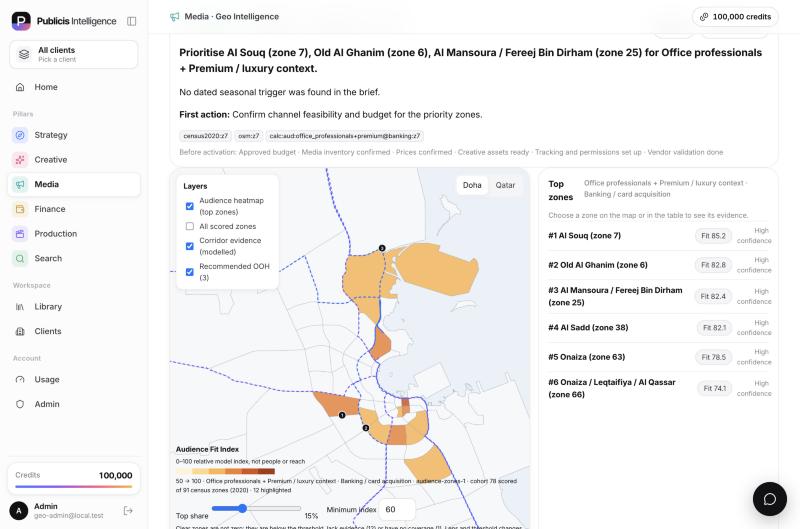 Publicis Intelligence
All clients
Pick a client
Home
Pillars
Strategy
Creative
Media
Finance
Production
Search
Workspace
Library
Clients
Account
Usage
Admin
Credits 100,000
A
Admin
geo-admin@local.test
Media · Geo Intelligence
100,000 credits
Prioritise Al Souq (zone 7), Old Al Ghanim (zone 6), Al Mansoura / Fereej Bin Dirham (zone 25) for Office professionals
+ Premium / luxury context.
No dated seasonal trigger was found in the brief.
First action: Confirm channel feasibility and budget for the priority zones.
census2020:z7 osm:z7 calc:aud:office_professionals+premium@banking:z7
Before activation: Approved budget · Media inventory confirmed · Prices confirmed · Creative assets ready · Tracking and permissions set up · Vendor validation done
Layers
Audience heatmap
(top zones)
All scored zones
Corridor evidence
(modelled)
Recommended OOH
(3)
Doha Qatar
3
1
2
Audience Fit Index
0–100 relative model index, not people or reach
50 → 100 · Office professionals + Premium / luxury context · Banking / card acquisition · audience-zones-1 · cohort 78 scored
of 91 census zones (2020) · 12 highlighted
Top share 15% Minimum index 60
Top
zones
Office professionals + Premium / luxury context ·
Banking / card acquisition
Choose a zone on the map or in the table to see its evidence.
#1 Al Souq (zone 7) Fit 85.2 High
confidence
#2 Old Al Ghanim (zone 6) Fit 82.8 High
confidence
#3 Al Mansoura / Fereej Bin Dirham
(zone 25) Fit 82.4 High
confidence
#4 Al Sadd (zone 38) Fit 82.1 High
confidence
#5 Onaiza (zone 63) Fit 78.5 High
confidence
#6 Onaiza / Leqtaifiya / Al Qassar
(zone 66) Fit 74.1 High
confidence